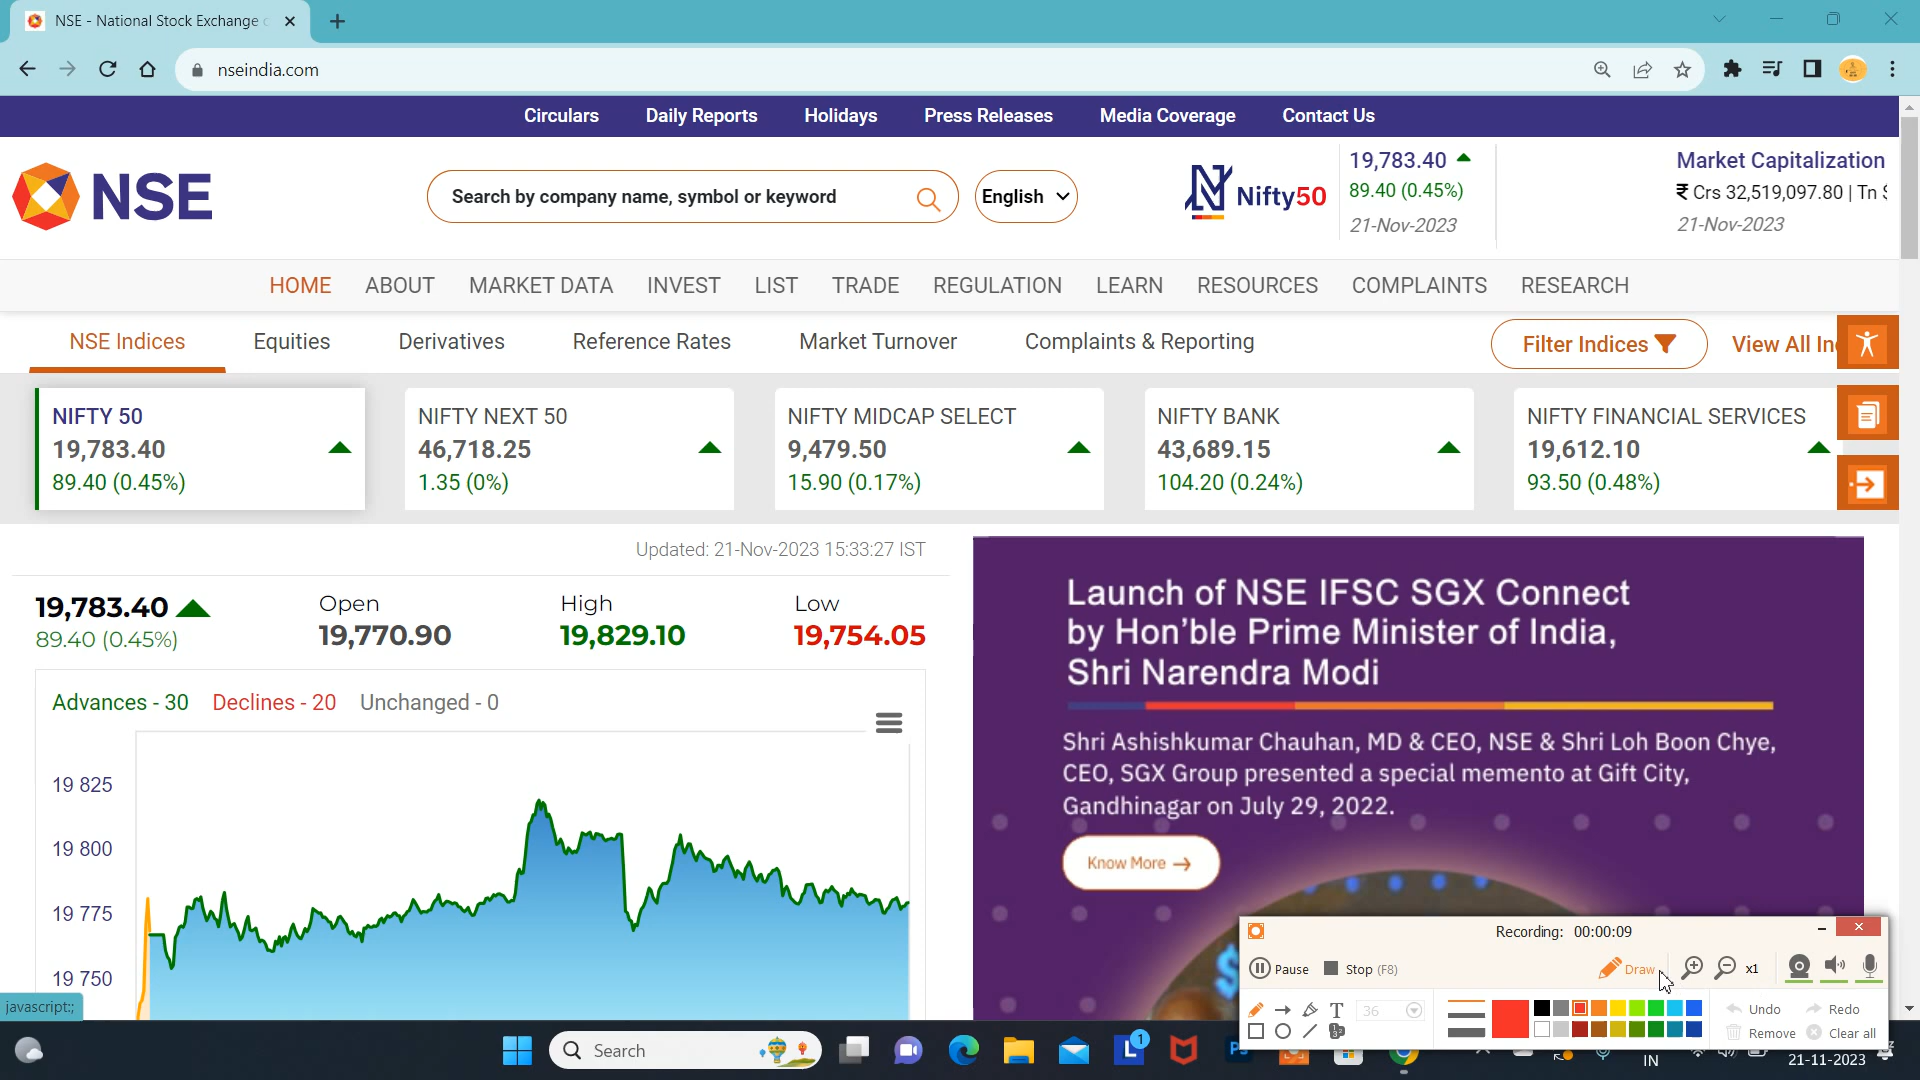 NSE - National Stock Exchange
nseindia.com
Circulars Daily Reports Holidays Press Releases Media Coverage Contact Us
NSE
Search by company name, symbol or keyword
English
Nifty50
19,783.40
89.40 (0.45%)
21-Nov-2023
Market Capitalization
₹ Crs 32,519,097.80 | Tn $
21-Nov-2023
HOME ABOUT MARKET DATA INVEST LIST TRADE REGULATION LEARN RESOURCES COMPLAINTS RESEARCH
NSE Indices Equities Derivatives Reference Rates Market Turnover Complaints & Reporting
Filter Indices
View All
NIFTY 50
19,783.40
89.40 (0.45%)
NIFTY NEXT 50
46,718.25
1.35 (0%)
NIFTY MIDCAP SELECT
9,479.50
15.90 (0.17%)
NIFTY BANK
43,689.15
104.20 (0.24%)
NIFTY FINANCIAL SERVICES
19,612.10
93.50 (0.48%)
Updated: 21-Nov-2023 15:33:27 IST
19,783.40
89.40 (0.45%)
Open
19,770.90
High
19,829.10
Low
19,754.05
Advances - 30 Declines - 20 Unchanged - 0
19 825
19 800
19 775
19 750
Launch of NSE IFSC SGX Connect
by Hon'ble Prime Minister of India,
Shri Narendra Modi
Shri Ashishkumar Chauhan, MD & CEO, NSE & Shri Loh Boon Chye,
CEO, SGX Group presented a special memento at Gift City,
Gandhinagar on July 29, 2022.
Know More →
Recording: 00:00:09
Pause Stop (F8) Draw x1
T 36 Undo Redo
Remove Clear all
javascript:;
Search
L 1
Ps
IN
21-11-2023